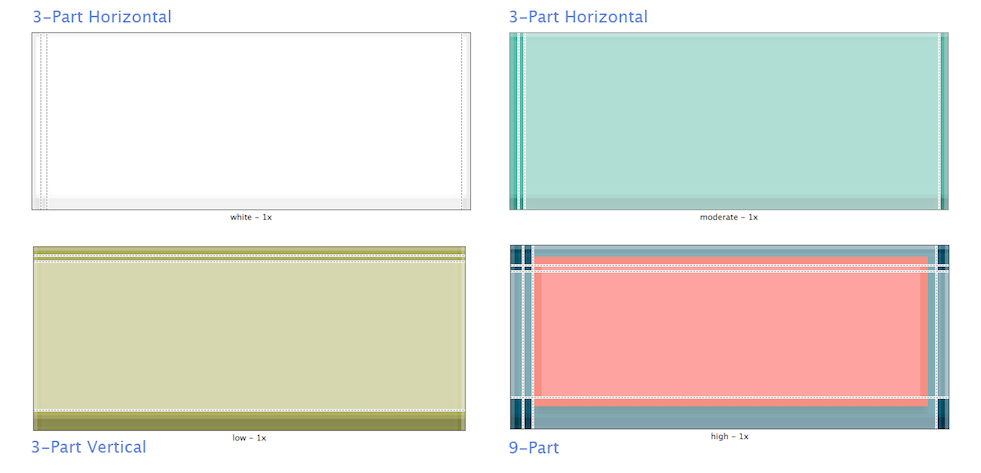 3-Part Horizontal
3-Part Horizontal
white - 1x
moderate - 1x
low - 1x
high - 1x
3-Part Vertical
9-Part